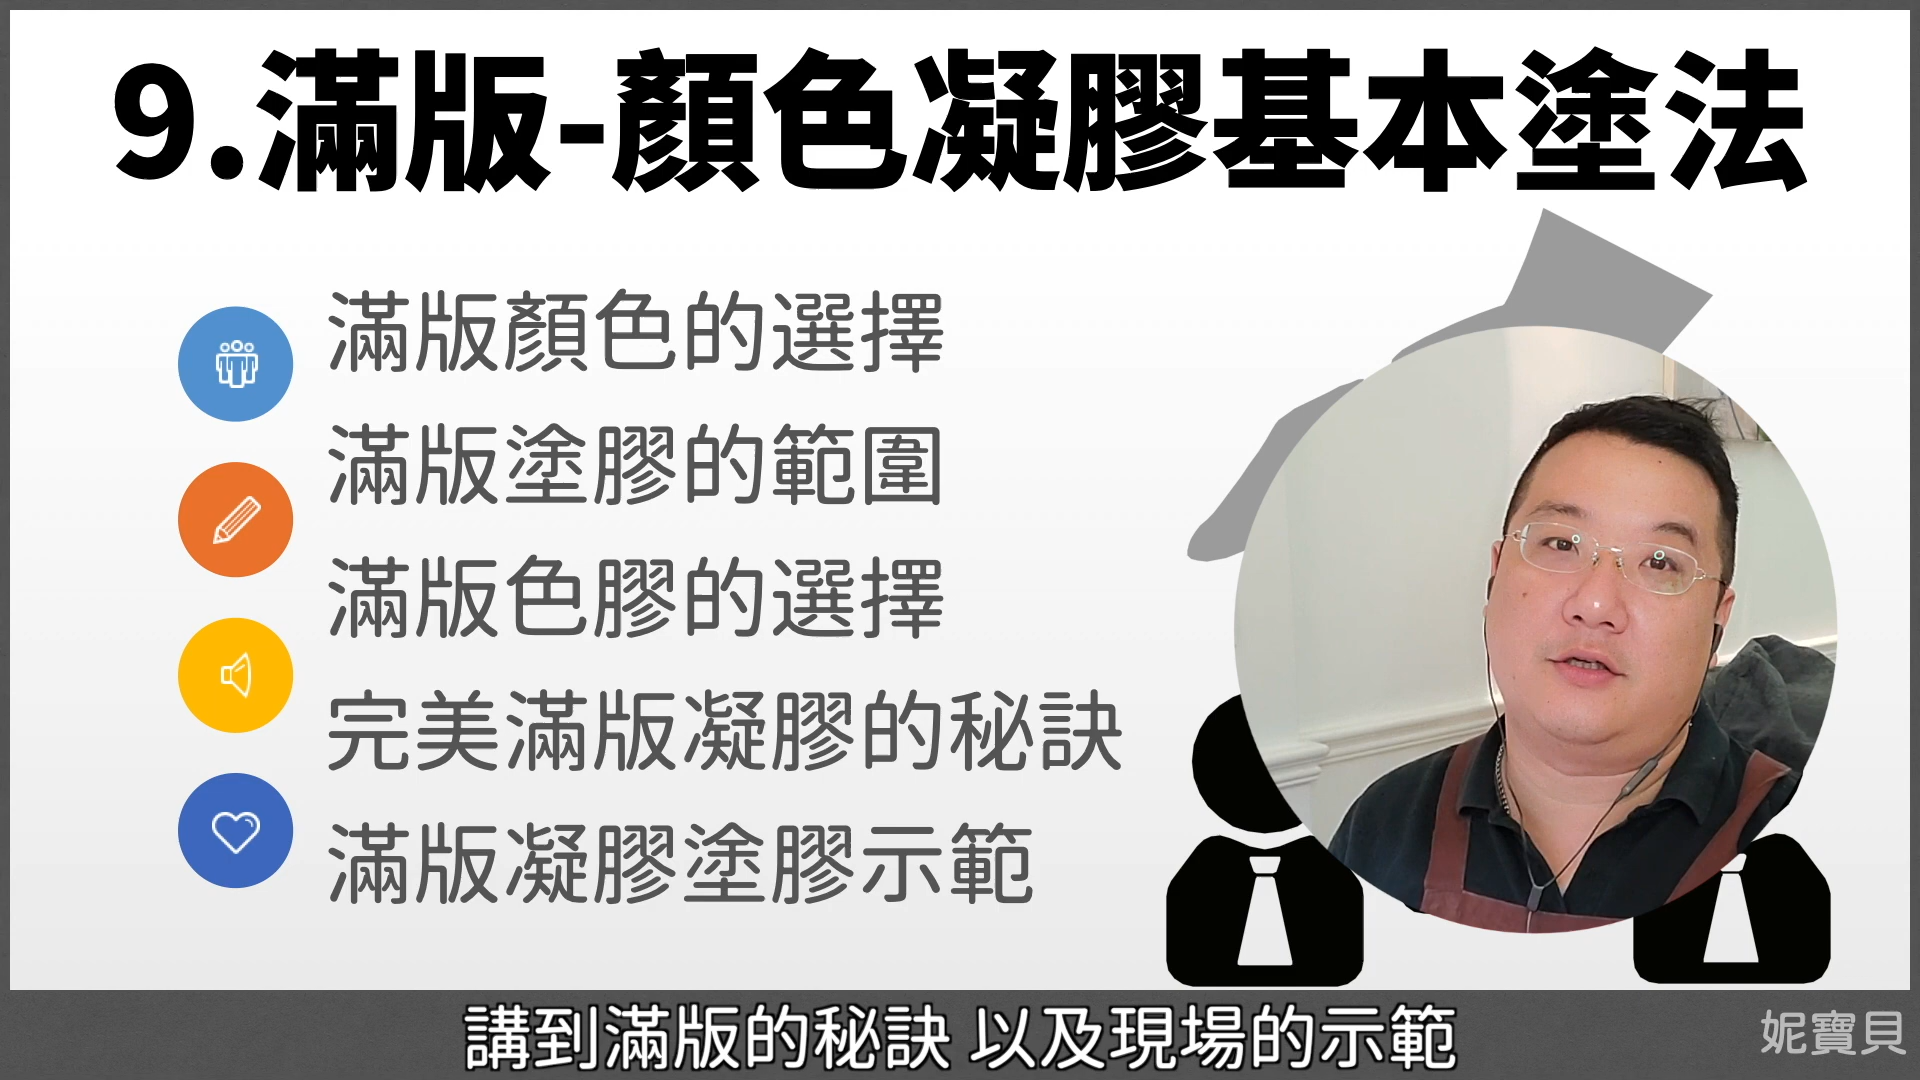 9.滿版-顏色凝膠基本塗法
滿版顏色的選擇
滿版塗膠的範圍
滿版色膠的選擇
完美滿版凝膠的秘訣
滿版凝膠塗膠示範
講到滿版的秘訣 以及現場的示範
妮寶貝